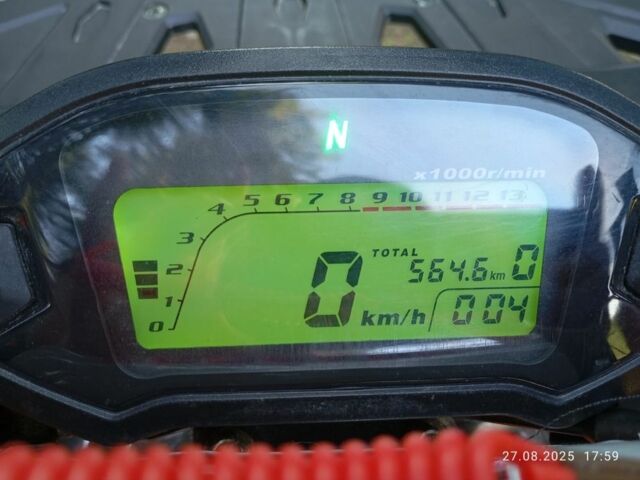 N
x1000r/min
0 1 2 3 4 5 6 7 8 9 10 11 12 13
TOTAL
564.6 km 0
0 km/h
004
27.08.2025 17:59